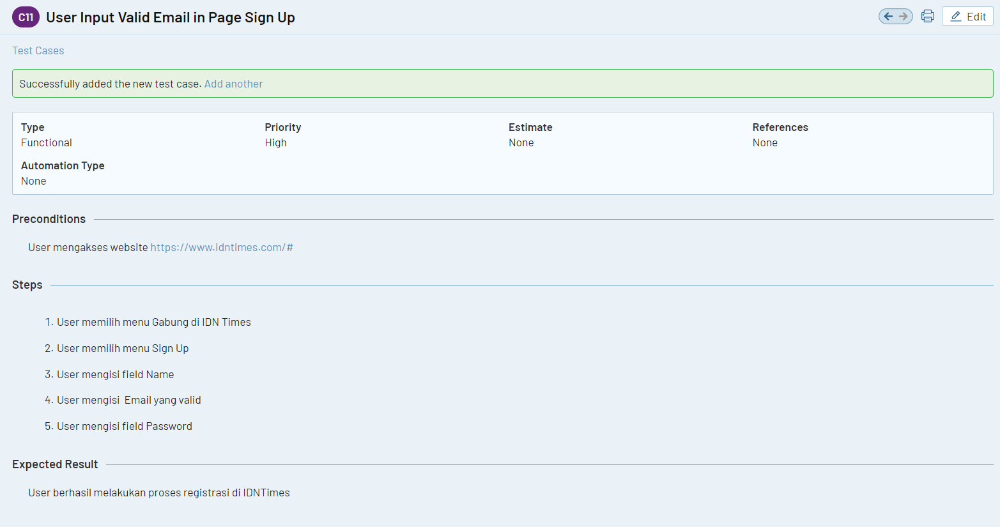 C11 User Input Valid Email in Page Sign Up
Edit
Test Cases
Successfully added the new test case. Add another
Type Priority Estimate References
Functional High None None
Automation Type
None
Preconditions
User mengakses website https://www.idntimes.com/#
Steps
1. User memilih menu Gabung di IDN Times
2. User memilih menu Sign Up
3. User mengisi field Name
4. User mengisi  Email yang valid
5. User mengisi field Password
Expected Result
User berhasil melakukan proses registrasi di IDNTimes